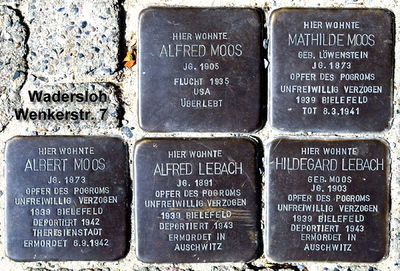 HIER WOHNTE
ALFRED MOOS
JG. 1905
FLUCHT 1935
USA
ÜBERLEBT
HIER WOHNTE
MATHILDE MOOS
GEB. LÖWENSTEIN
JG. 1873
OPFER DES POGROMS
UNFREIWILLIG VERZOGEN
1939 BIELEFELD
TOT 8.3.1941
Wadersloh
Wenkerstr. 7
HIER WOHNTE
ALBERT MOOS
JG. 1873
OPFER DES POGROMS
UNFREIWILLIG VERZOGEN
1939 BIELEFELD
DEPORTIERT 1942
THERESIENSTADT
ERMORDET 6.9.1942
HIER WOHNTE
ALFRED LEBACH
JG. 1891
OPFER DES POGROMS
UNFREIWILLIG VERZOGEN
1939 BIELEFELD
DEPORTIERT 1943
ERMORDET IN
AUSCHWITZ
HIER WOHNTE
HILDEGARD LEBACH
GEB. MOOS
JG. 1903
OPFER DES POGROMS
UNFREIWILLIG VERZOGEN
1939 BIELEFELD
DEPORTIERT 1943
ERMORDET IN
AUSCHWITZ